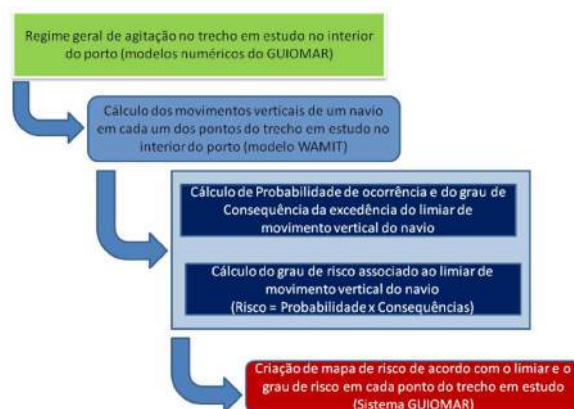 Regime geral de agitação no trecho em estudo no interior
do porto (modelos numéricos do GUIOMAR)
Cálculo dos movimentos verticais de um navio
em cada um dos pontos do trecho em estudo no
interior do porto (modelo WAMIT)
Cálculo de Probabilidade de ocorrência e do grau de
Consequência da excedência do limiar de
movimento vertical do navio
Cálculo do grau de risco associado ao limiar de
movimento vertical do navio
(Risco = Probabilidade x Consequências)
Criação de mapa de risco de acordo com o limiar e o
grau de risco em cada ponto do trecho em estudo
(Sistema GUIOMAR)